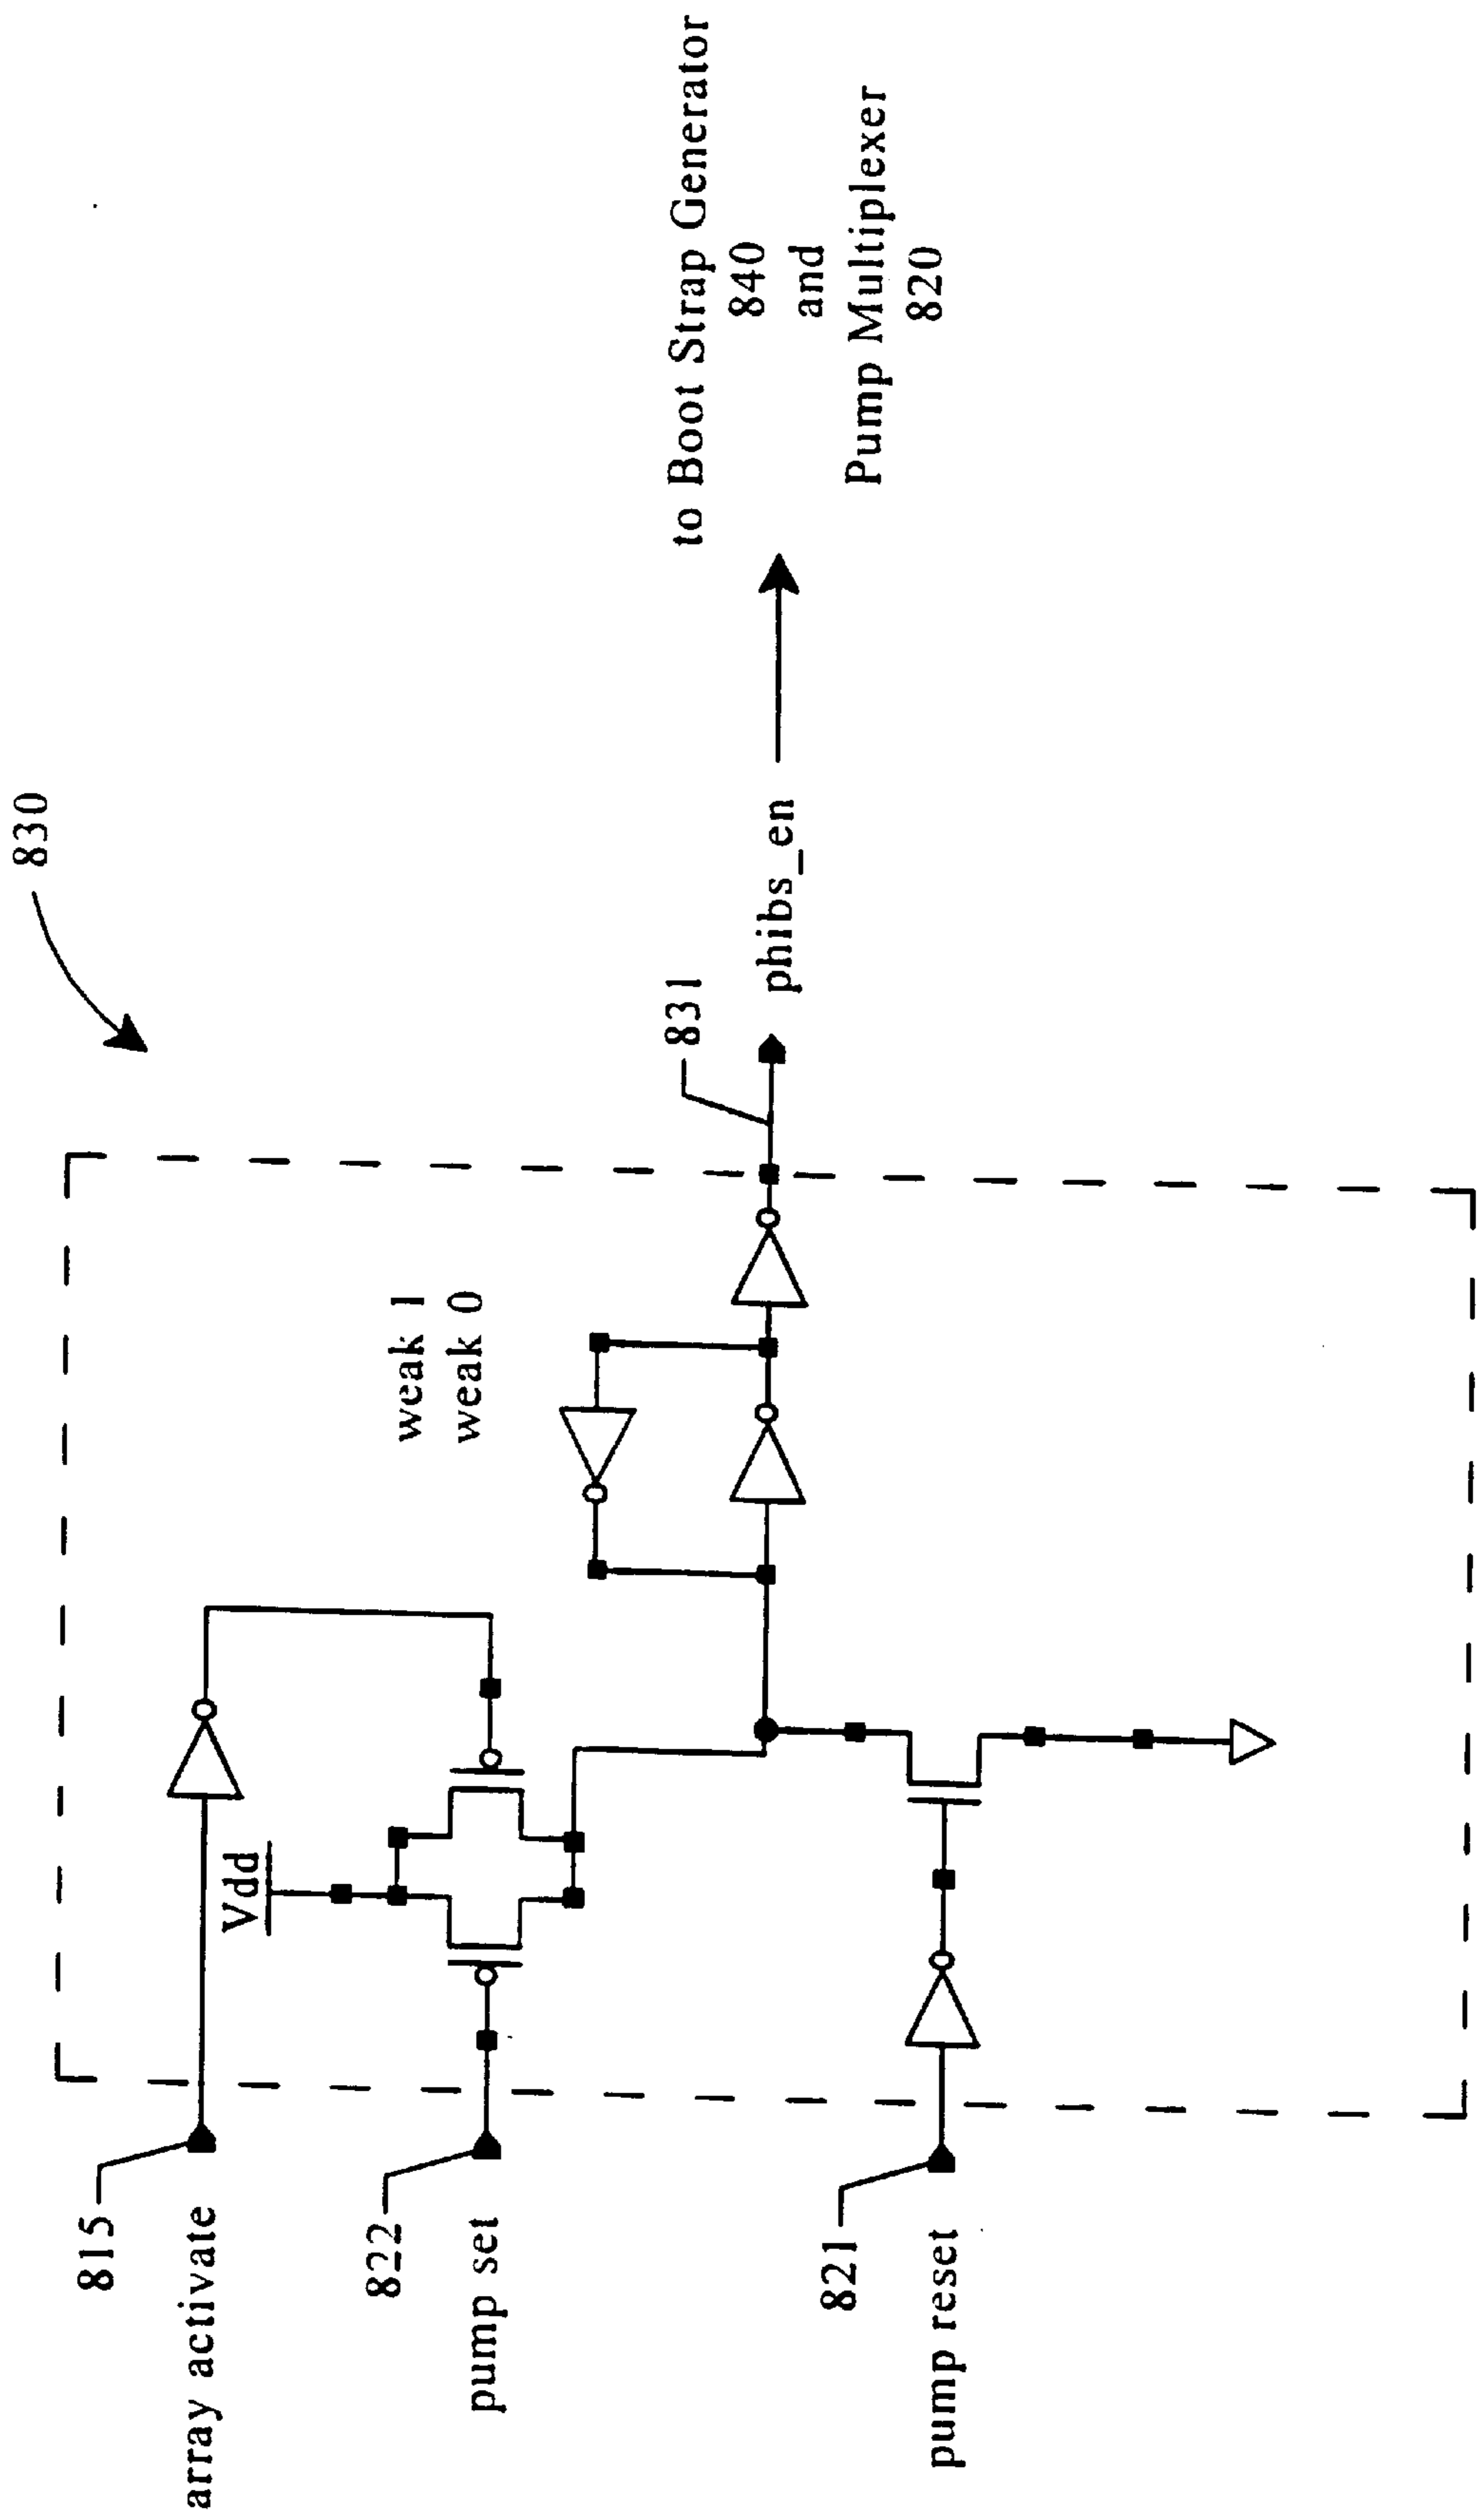 830
815
array activate
Vdd
822
pump set
weak 1
weak 0
831
phibs_en
to Boot Strap Generator
840
and
Pump Multiplexer
820
821
pump reset